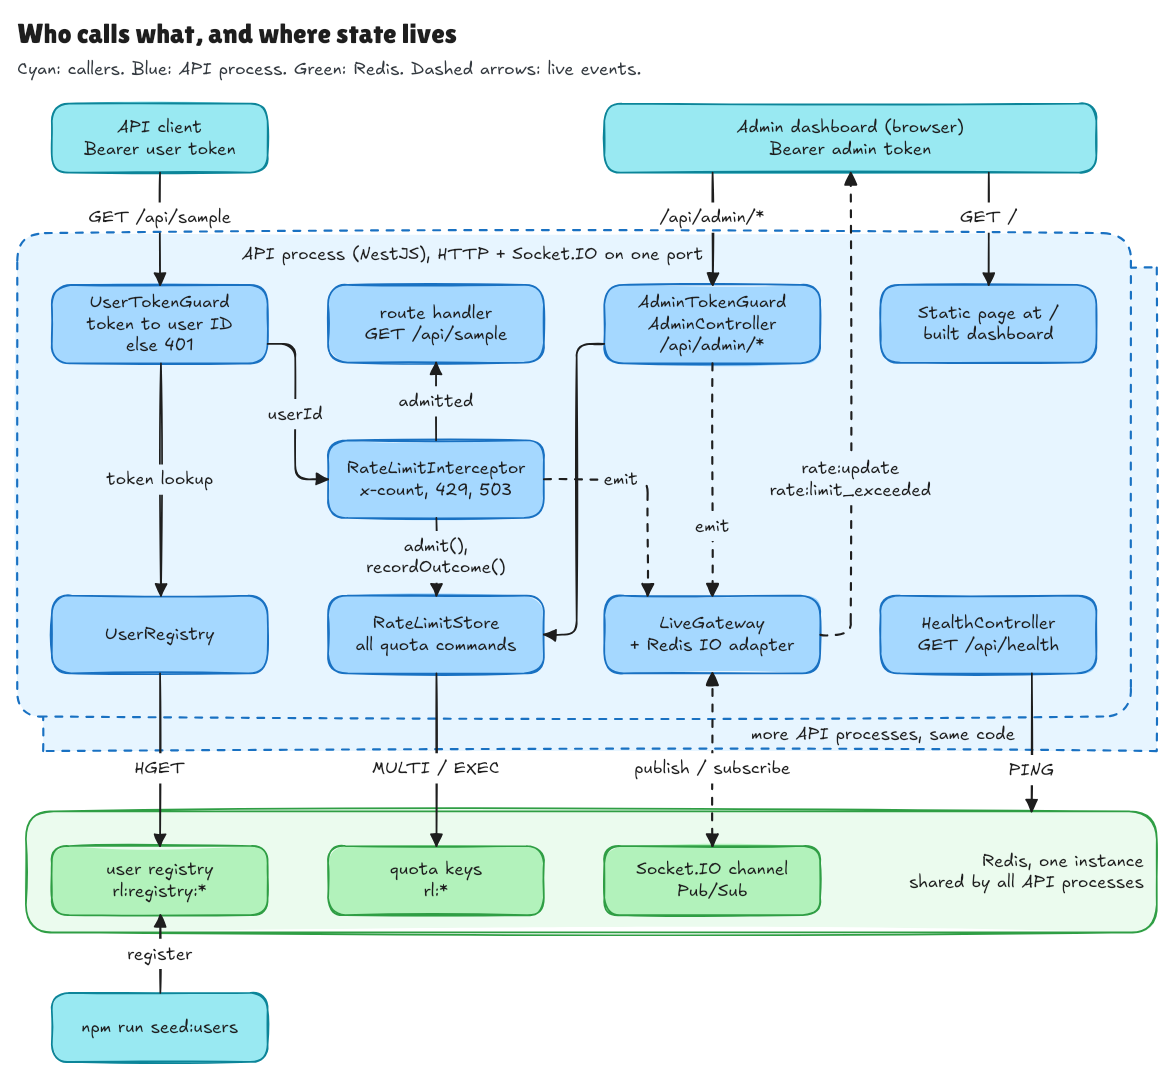 Who calls what, and where state lives
Cyan: callers. Blue: API process. Green: Redis. Dashed arrows: live events.
API client
Bearer user token
Admin dashboard (browser)
Bearer admin token
GET /api/sample
/api/admin/*
GET /
API process (NestJS), HTTP + Socket.IO on one port
UserTokenGuard
token to user ID
else 401
route handler
GET /api/sample
AdminTokenGuard
AdminController
/api/admin/*
Static page at /
built dashboard
userId
admitted
token lookup
RateLimitInterceptor
x-count, 429, 503
emit
rate:update
rate:limit_exceeded
emit
admit(),
recordOutcome()
UserRegistry
RateLimitStore
all quota commands
LiveGateway
+ Redis IO adapter
HealthController
GET /api/health
more API processes, same code
HGET
MULTI / EXEC
publish / subscribe
PING
user registry
rl:registry:*
quota keys
rl:*
Socket.IO channel
Pub/Sub
Redis, one instance
shared by all API processes
register
npm run seed:users